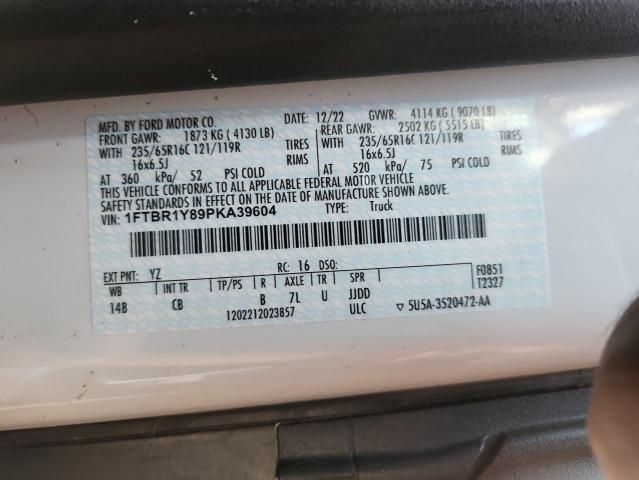 MFD. BY FORD MOTOR CO. 12/22 GVWR: 4114 KG ( 9070 LB)
FRONT GAWR: 1873 KG ( 4130 LB) REAR GAWR: 2502 KG ( 5515 LB)
WITH 235/65R16C 121/119R TIRES WITH 235/65R16C 121/119R TIRES
16x6.5J RIMS 16x6.5J RIMS
AT 360 kPa/ 52 PSI COLD AT 520 kPa/ 75 PSI COLD
THIS VEHICLE CONFORMS TO ALL APPLICABLE FEDERAL MOTOR VEHICLE
SAFETY STANDARDS IN EFFECT ON THE DATE OF MANUFACTURE SHOWN ABOVE.
VIN: 1FTBR1Y89PKA39604 TYPE: Truck
EXT PNT: YZ RC: 16 DSO: F0851
WB INT TR TP/PS R AXLE TR SPR T2327
14B CB B 7L U JJDD
1202212023857 ULC ▽ 5U5A-3520472-AA